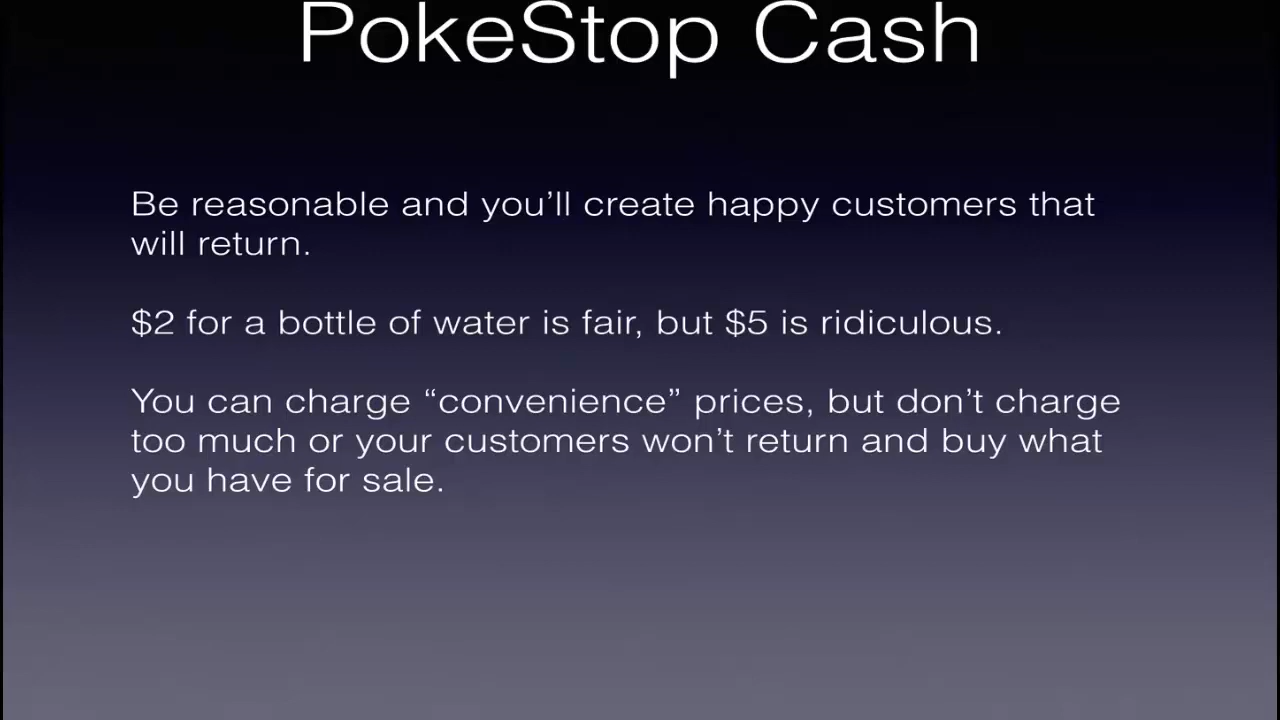 PokeStop Cash
Be reasonable and you’ll create happy customers that
will return.
$2 for a bottle of water is fair, but $5 is ridiculous.
You can charge “convenience” prices, but don’t charge
too much or your customers won’t return and buy what
you have for sale.